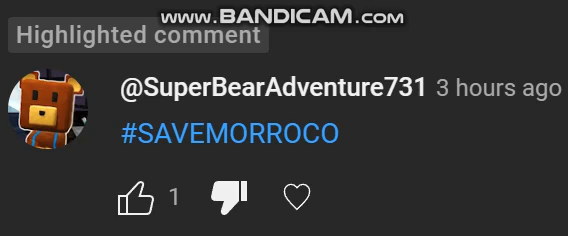 www.BANDICAM.com
Highlighted comment
@SuperBearAdventure731 3 hours ago
#SAVEMORROCO
1